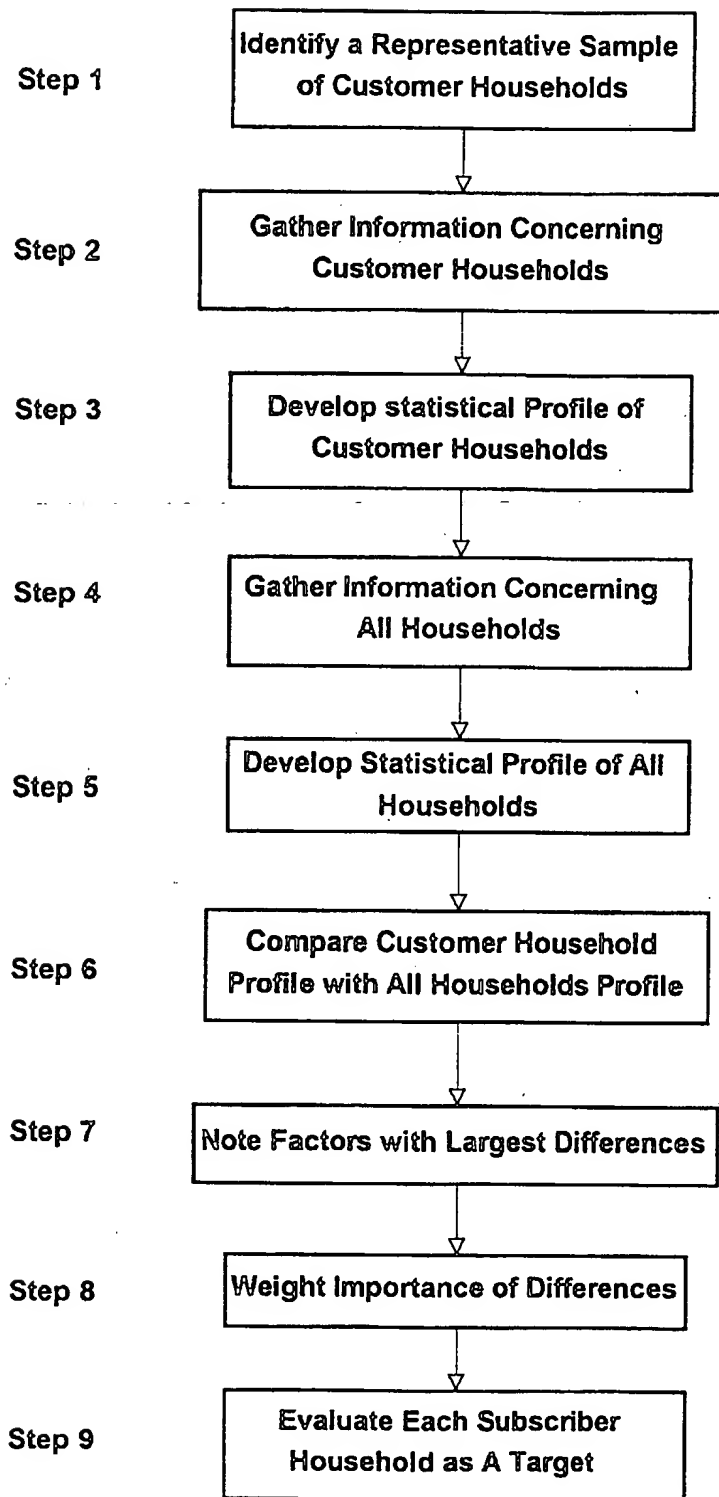 Step 1
Identify a Representative Sample
of Customer Households
Step 2
Gather Information Concerning
Customer Households
Step 3
Develop statistical Profile of
Customer Households
Step 4
Gather Information Concerning
All Households
Step 5
Develop Statistical Profile of All
Households
Step 6
Compare Customer Household
Profile with All Households Profile
Step 7
Note Factors with Largest Differences
Step 8
Weight Importance of Differences
Step 9
Evaluate Each Subscriber
Household as A Target